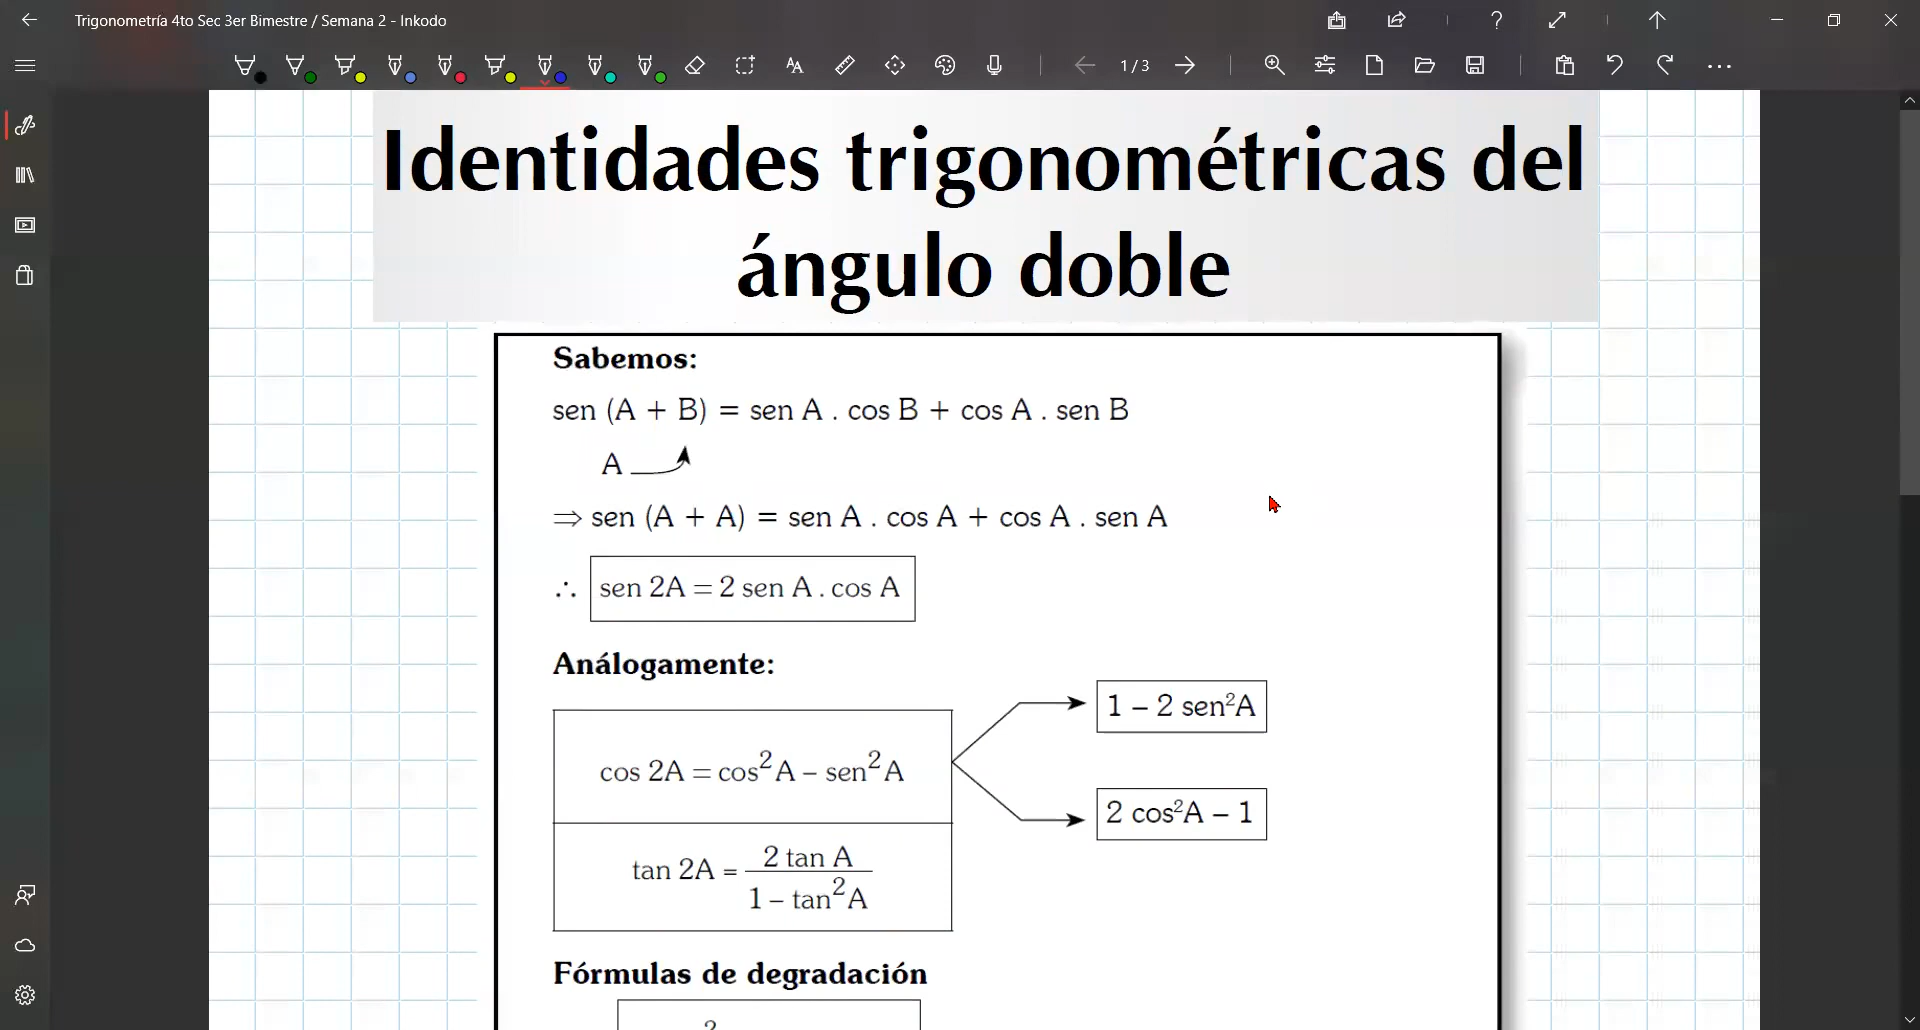 Trigonometría 4to Sec 3er Bimestre / Semana 2 - Inkodo
1 / 3
Identidades trigonométricas del
ángulo doble
Sabemos:
sen (A + B) = sen A . cos B + cos A . sen B
A
⇒ sen (A + A) = sen A . cos A + cos A . sen A
∴ sen 2A = 2 sen A . cos A
Análogamente:
1 – 2 sen²A
cos 2A = cos²A – sen²A
2 cos²A – 1
tan 2A = 2 tan A / 1 – tan²A
Fórmulas de degradación